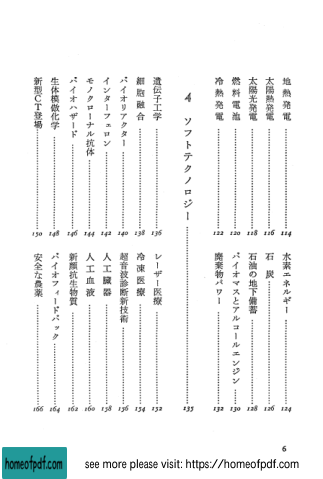 地熱発電 114
太陽熱発電 116
太陽光発電 118
燃料電池 120
冷熱発電 122
水素エネルギー 124
石炭 126
石油の地下備蓄 128
バイオマスとアルコールエンジン 130
廃棄物パワー 132
4 ソフトテクノロジー 135
遺伝子工学 136
細胞融合 138
バイオリアクター 140
インターフェロン 142
モノクローナル抗体 144
バイオハザード 146
生体模倣化学 148
新型CT登場 150
レーザー医療 152
冷凍医療 154
超音波診断新技術 156
人工臓器 158
人工血液 160
新顔抗生物質 162
バイオフィードバック 164
安全な農薬 166
6
homeofpdf.com
see more please visit: https://homeofpdf.com